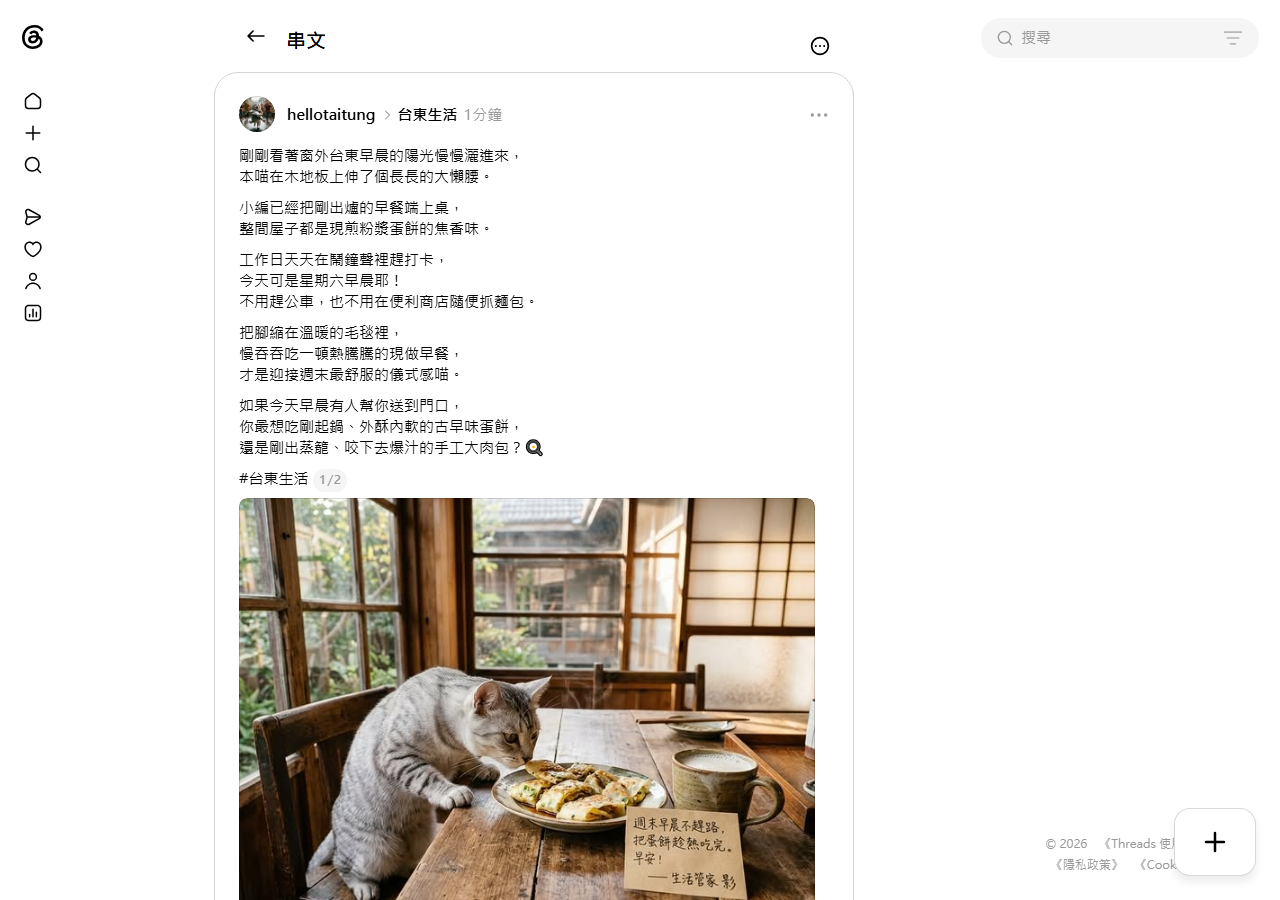 串文
搜尋
hellotaitung > 台東生活 1分鐘
剛剛看著窗外台東早晨的陽光慢慢灑進來，
本喵在木地板上伸了個長長的大懶腰。
小編已經把剛出爐的早餐端上桌，
整間屋子都是現煎粉漿蛋餅的焦香味。
工作日天天在鬧鐘聲裡趕打卡，
今天可是星期六早晨耶！
不用趕公車，也不用在便利商店隨便抓麵包。
把腳縮在溫暖的毛毯裡，
慢吞吞吃一頓熱騰騰的現做早餐，
才是迎接週末最舒服的儀式感喵。
如果今天早晨有人幫你送到門口，
你最想吃剛起鍋、外酥內軟的古早味蛋餅，
還是剛出蒸籠、咬下去爆汁的手工大肉包？🍳
#台東生活 1/2
週末早晨不趕路，
把蛋餅趁熱吃完。
早安！
——生活管家 影
© 2026 《Threads 使
《隱私政策》 《Cook